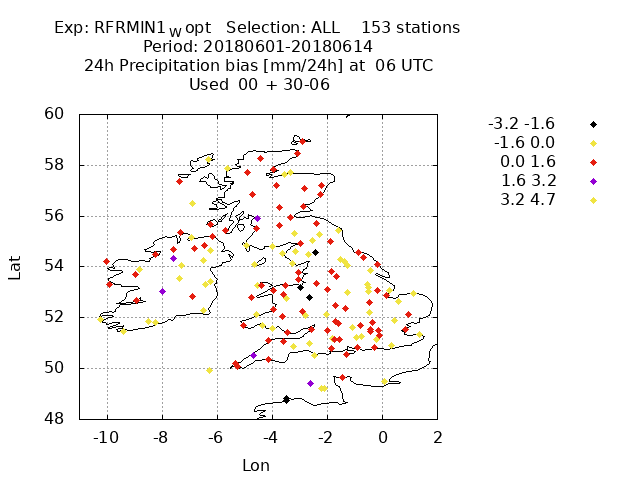 Exp: RFRMIN1_W opt Selection: ALL 153 stations
Period: 20180601-20180614
24h Precipitation bias [mm/24h] at 06 UTC
Used 00 + 30-06
60
58
56
54
52
50
48
-10 -8 -6 -4 -2 0 2
Lat
Lon
-3.2 -1.6
-1.6 0.0
0.0 1.6
1.6 3.2
3.2 4.7